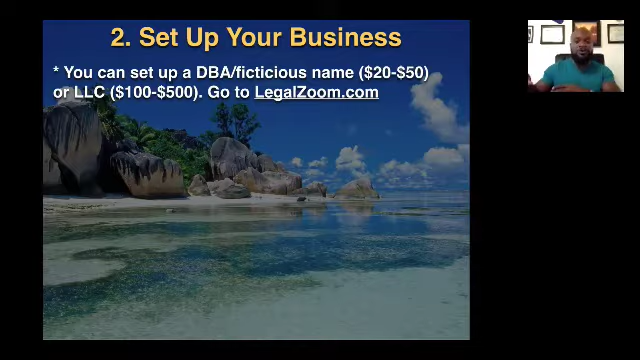 2. Set Up Your Business
* You can set up a DBA/ficticious name ($20-$50)
or LLC ($100-$500). Go to LegalZoom.com